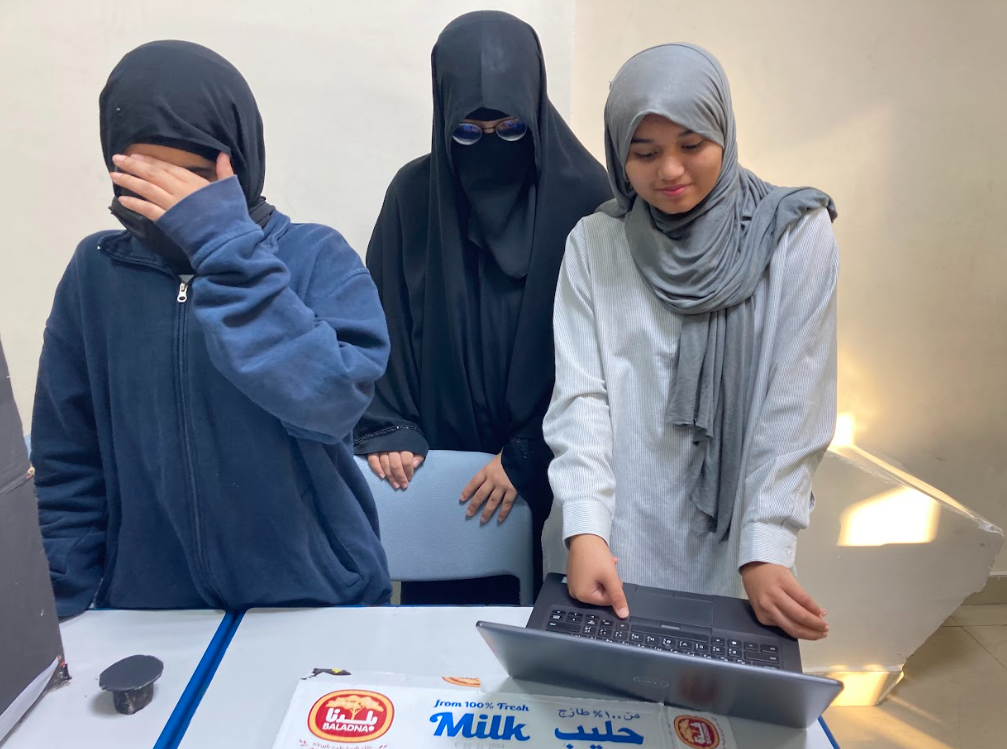 بلدنا
BALADNA
from 100% Fresh
Milk
من ١٠٠% طازج
حليب